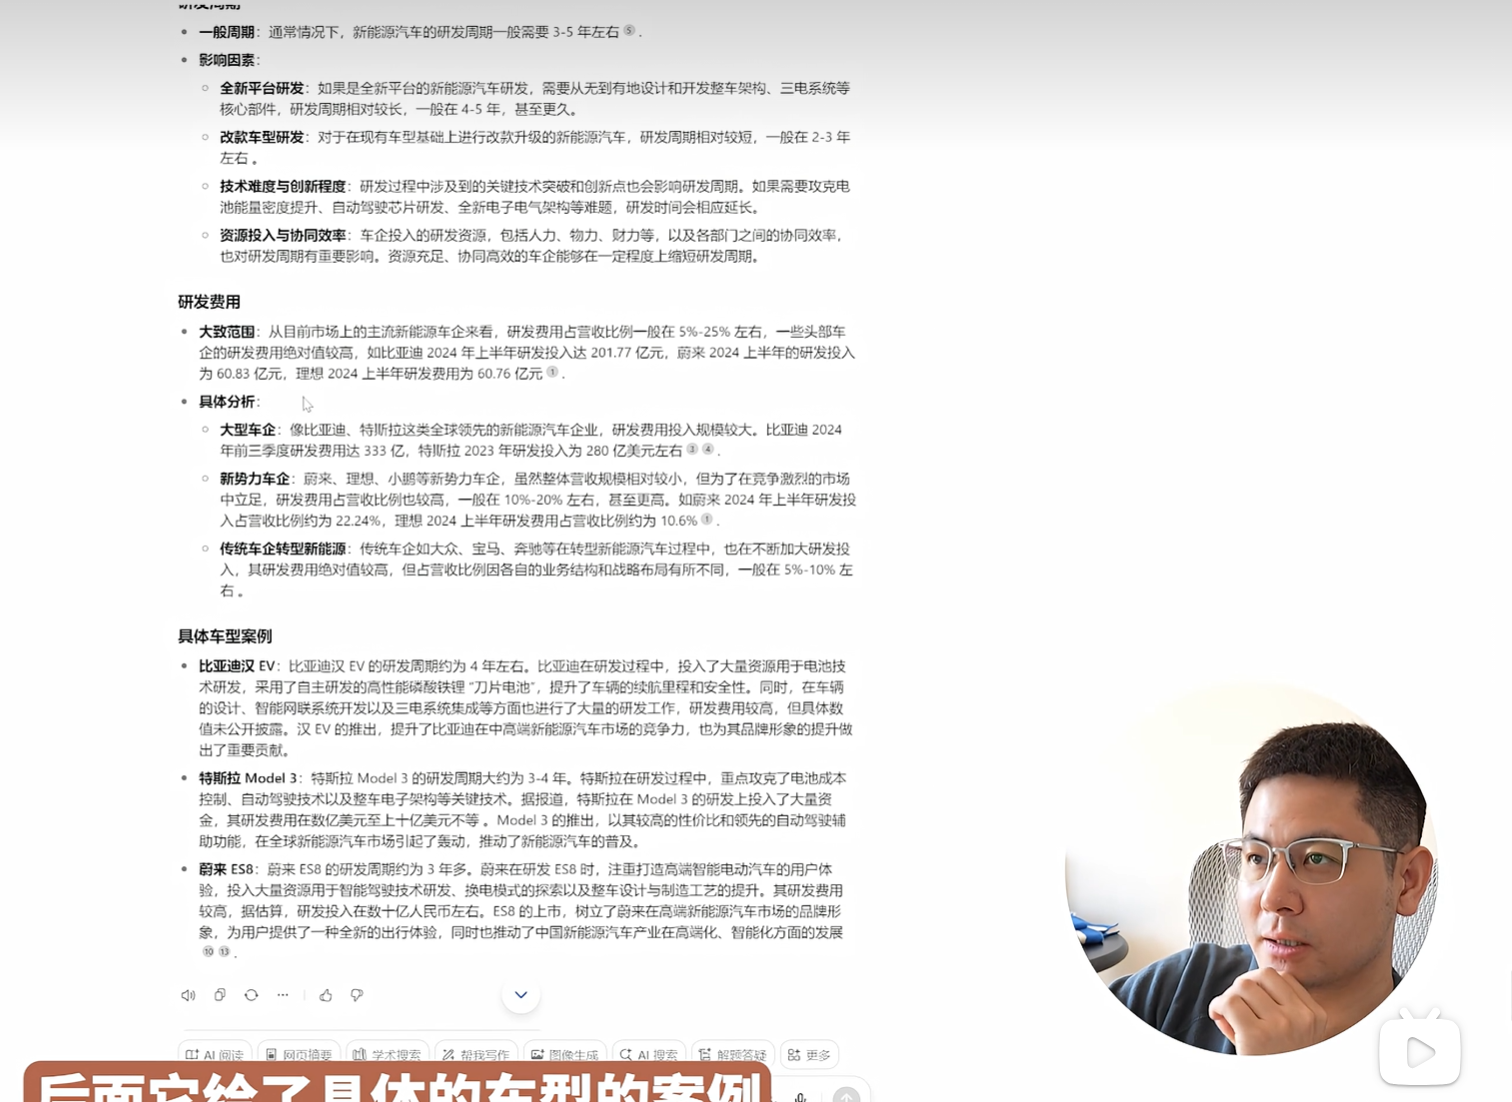 研发周期
一般周期：通常情况下，新能源汽车的研发周期一般需要 3-5 年左右 ⑤ .
影响因素：
全新平台研发：如果是全新平台的新能源汽车研发，需要从无到有地设计和开发整车架构、三电系统等
核心部件，研发周期相对较长，一般在 4-5 年，甚至更久。
改款车型研发：对于在现有车型基础上进行改款升级的新能源汽车，研发周期相对较短，一般在 2-3 年
左右 。
技术难度与创新程度：研发过程中涉及到的关键技术突破和创新点也会影响研发周期。如果需要攻克电
池能量密度提升、自动驾驶芯片研发、全新电子电气架构等难题，研发时间会相应延长。
资源投入与协同效率：车企投入的研发资源，包括人力、物力、财力等，以及各部门之间的协同效率，
也对研发周期有重要影响。资源充足、协同高效的车企能够在一定程度上缩短研发周期。
研发费用
大致范围：从目前市场上的主流新能源车企来看，研发费用占营收比例一般在 5%-25% 左右，一些头部车
企的研发费用绝对值较高，如比亚迪 2024 年上半年研发投入达 201.77 亿元，蔚来 2024 上半年的研发投入
为 60.83 亿元，理想 2024 上半年研发费用为 60.76 亿元 ① .
具体分析：
大型车企：像比亚迪、特斯拉这类全球领先的新能源汽车企业，研发费用投入规模较大。比亚迪 2024
年前三季度研发费用达 333 亿，特斯拉 2023 年研发投入为 280 亿美元左右 ③ ④ .
新势力车企：蔚来、理想、小鹏等新势力车企，虽然整体营收规模相对较小，但为了在竞争激烈的市场
中立足，研发费用占营收比例也较高，一般在 10%-20% 左右，甚至更高。如蔚来 2024 年上半年研发投
入占营收比例约为 22.24%，理想 2024 上半年研发费用占营收比例约为 10.6% ① .
传统车企转型新能源：传统车企如大众、宝马、奔驰等在转型新能源汽车过程中，也在不断加大研发投
入，其研发费用绝对值较高，但占营收比例因各自的业务结构和战略布局有所不同，一般在 5%-10% 左
右 。
具体车型案例
比亚迪汉 EV：比亚迪汉 EV 的研发周期约为 4 年左右。比亚迪在研发过程中，投入了大量资源用于电池技
术研发，采用了自主研发的高性能磷酸铁锂 “刀片电池”，提升了车辆的续航里程和安全性。同时，在车辆
的设计、智能网联系统开发以及三电系统集成等方面也进行了大量的研发工作，研发费用较高，但具体数
值未公开披露。汉 EV 的推出，提升了比亚迪在中高端新能源汽车市场的竞争力，也为其品牌形象的提升做
出了重要贡献。
特斯拉 Model 3：特斯拉 Model 3 的研发周期大约为 3-4 年。特斯拉在研发过程中，重点攻克了电池成本
控制、自动驾驶技术以及整车电子架构等关键技术。据报道，特斯拉在 Model 3 的研发上投入了大量资
金，其研发费用在数亿美元至上十亿美元不等 。Model 3 的推出，以其较高的性价比和领先的自动驾驶辅
助功能，在全球新能源汽车市场引起了轰动，推动了新能源汽车的普及。
蔚来 ES8：蔚来 ES8 的研发周期约为 3 年多。蔚来在研发 ES8 时，注重打造高端智能电动汽车的用户体
验，投入大量资源用于智能驾驶技术研发、换电模式的探索以及整车设计与制造工艺的提升。其研发费用
较高，据估算，研发投入在数十亿人民币左右。ES8 的上市，树立了蔚来在高端新能源汽车市场的品牌形
象，为用户提供了一种全新的出行体验，同时也推动了中国新能源汽车产业在高端化、智能化方面的发展
⑩ ⑬ .
AI 阅读 网页摘要 学术搜索 帮我写作 图像生成 AI 搜索 解题答疑 更多
后面它给了具体的车型的案例